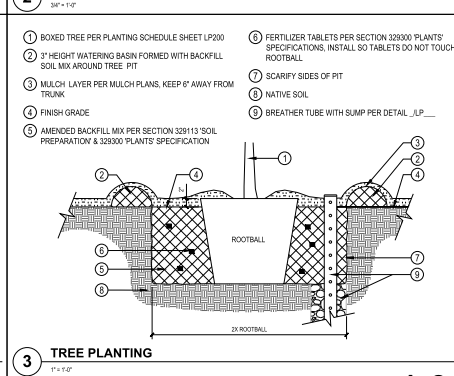 2
3/4" = 1'-0"
1 BOXED TREE PER PLANTING SCHEDULE SHEET LP200
2 3" HEIGHT WATERING BASIN FORMED WITH BACKFILL
SOIL MIX AROUND TREE PIT
3 MULCH LAYER PER MULCH PLANS, KEEP 6" AWAY FROM
TRUNK
4 FINISH GRADE
5 AMENDED BACKFILL MIX PER SECTION 329113 'SOIL
PREPARATION' & 329300 'PLANTS' SPECIFICATION
6 FERTILIZER TABLETS PER SECTION 329300 'PLANTS'
SPECIFICATIONS, INSTALL SO TABLETS DO NOT TOUCH
ROOTBALL
7 SCARIFY SIDES OF PIT
8 NATIVE SOIL
9 BREATHER TUBE WITH SUMP PER DETAIL _/LP___
1
3
2
4
2
4
ROOTBALL
6
5
8
7
9
2X ROOTBALL
3 TREE PLANTING
1" = 1'-0"